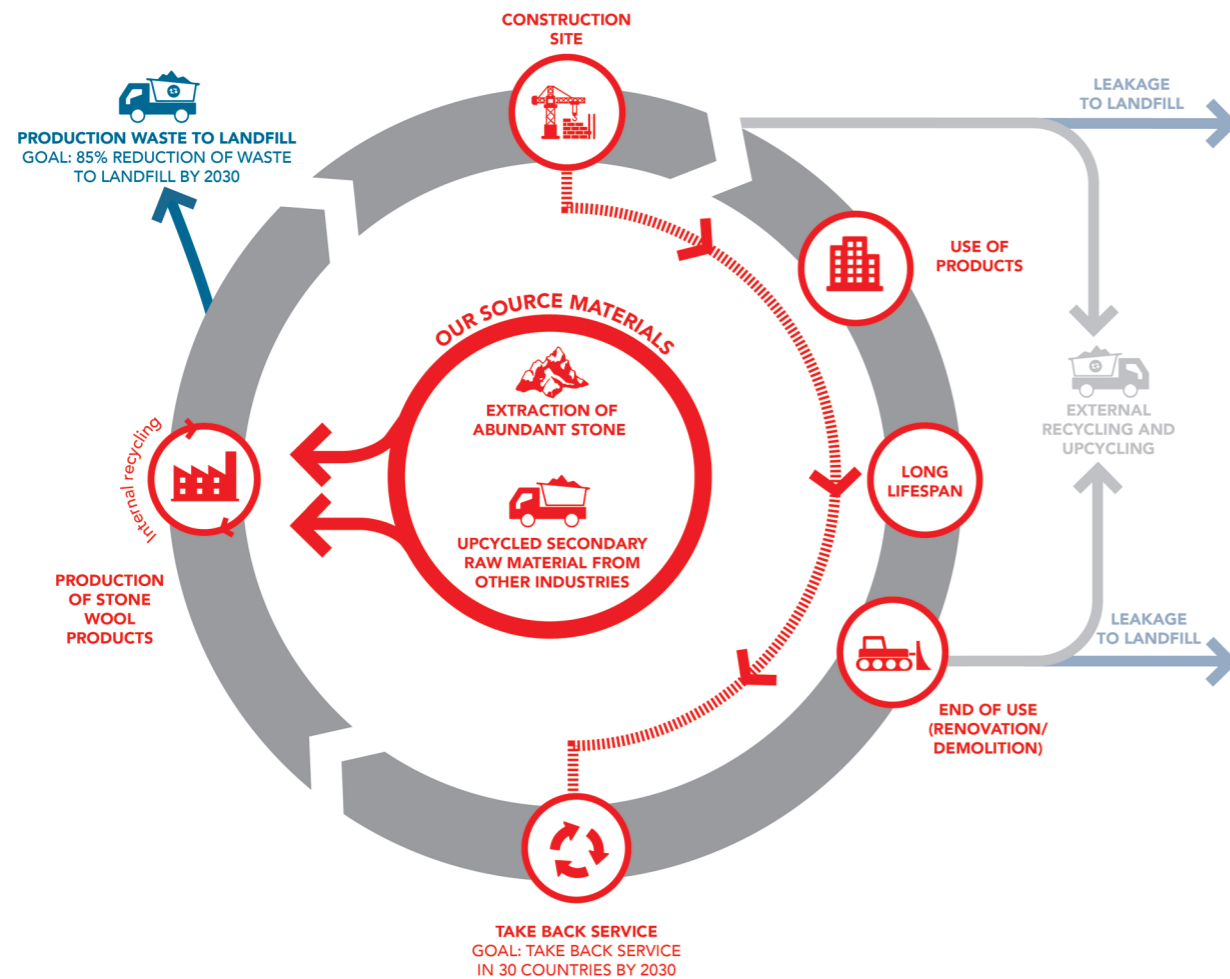 CONSTRUCTION
SITE
LEAKAGE
TO LANDFILL
PRODUCTION WASTE TO LANDFILL
GOAL: 85% REDUCTION OF WASTE
TO LANDFILL BY 2030
USE OF
PRODUCTS
OUR SOURCE MATERIALS
EXTRACTION OF
ABUNDANT STONE
EXTERNAL
RECYCLING AND
UPCYCLING
Internal recycling
LONG
LIFESPAN
UPCYCLED SECONDARY
RAW MATERIAL FROM
OTHER INDUSTRIES
PRODUCTION
OF STONE
WOOL
PRODUCTS
LEAKAGE
TO LANDFILL
END OF USE
(RENOVATION/
DEMOLITION)
TAKE BACK SERVICE
GOAL: TAKE BACK SERVICE
IN 30 COUNTRIES BY 2030